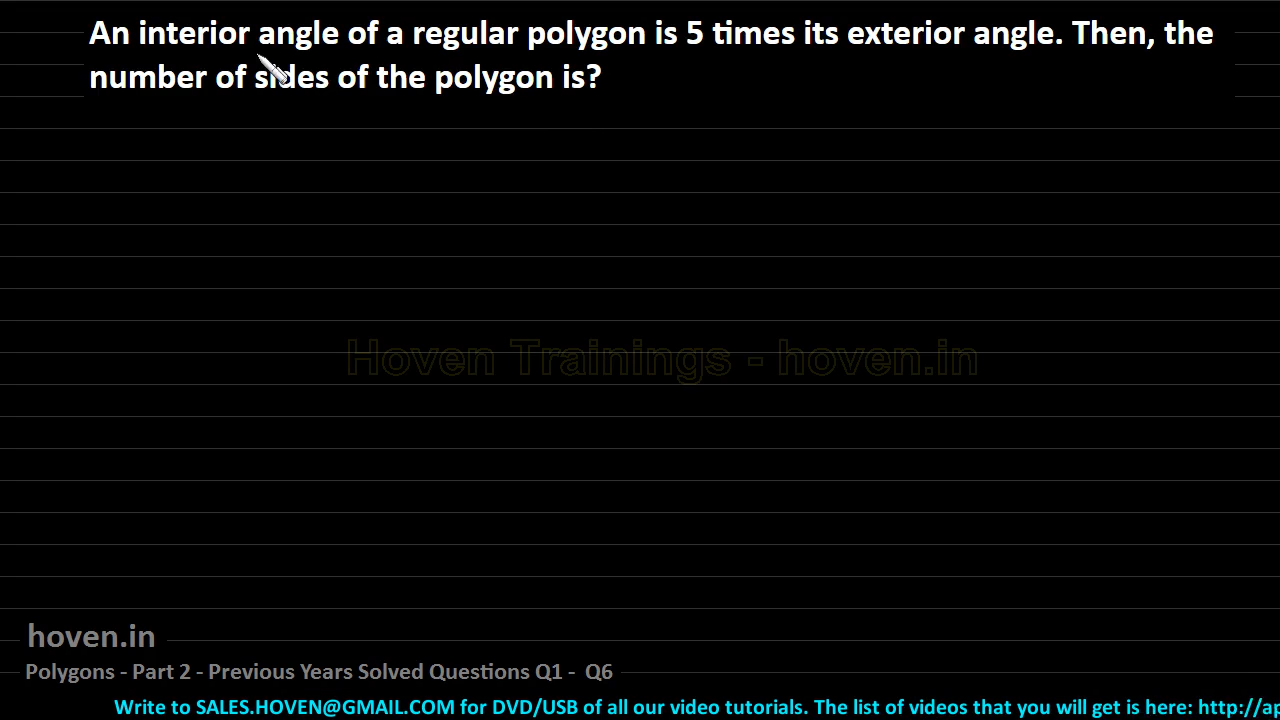 An interior angle of a regular polygon is 5 times its exterior angle. Then, the
number of sides of the polygon is?
Hoven Trainings - hoven.in
hoven.in
Polygons - Part 2 - Previous Years Solved Questions Q1 - Q6
Write to SALES.HOVEN@GMAIL.COM for DVD/USB of all our video tutorials. The list of videos that you will get is here: http://ap